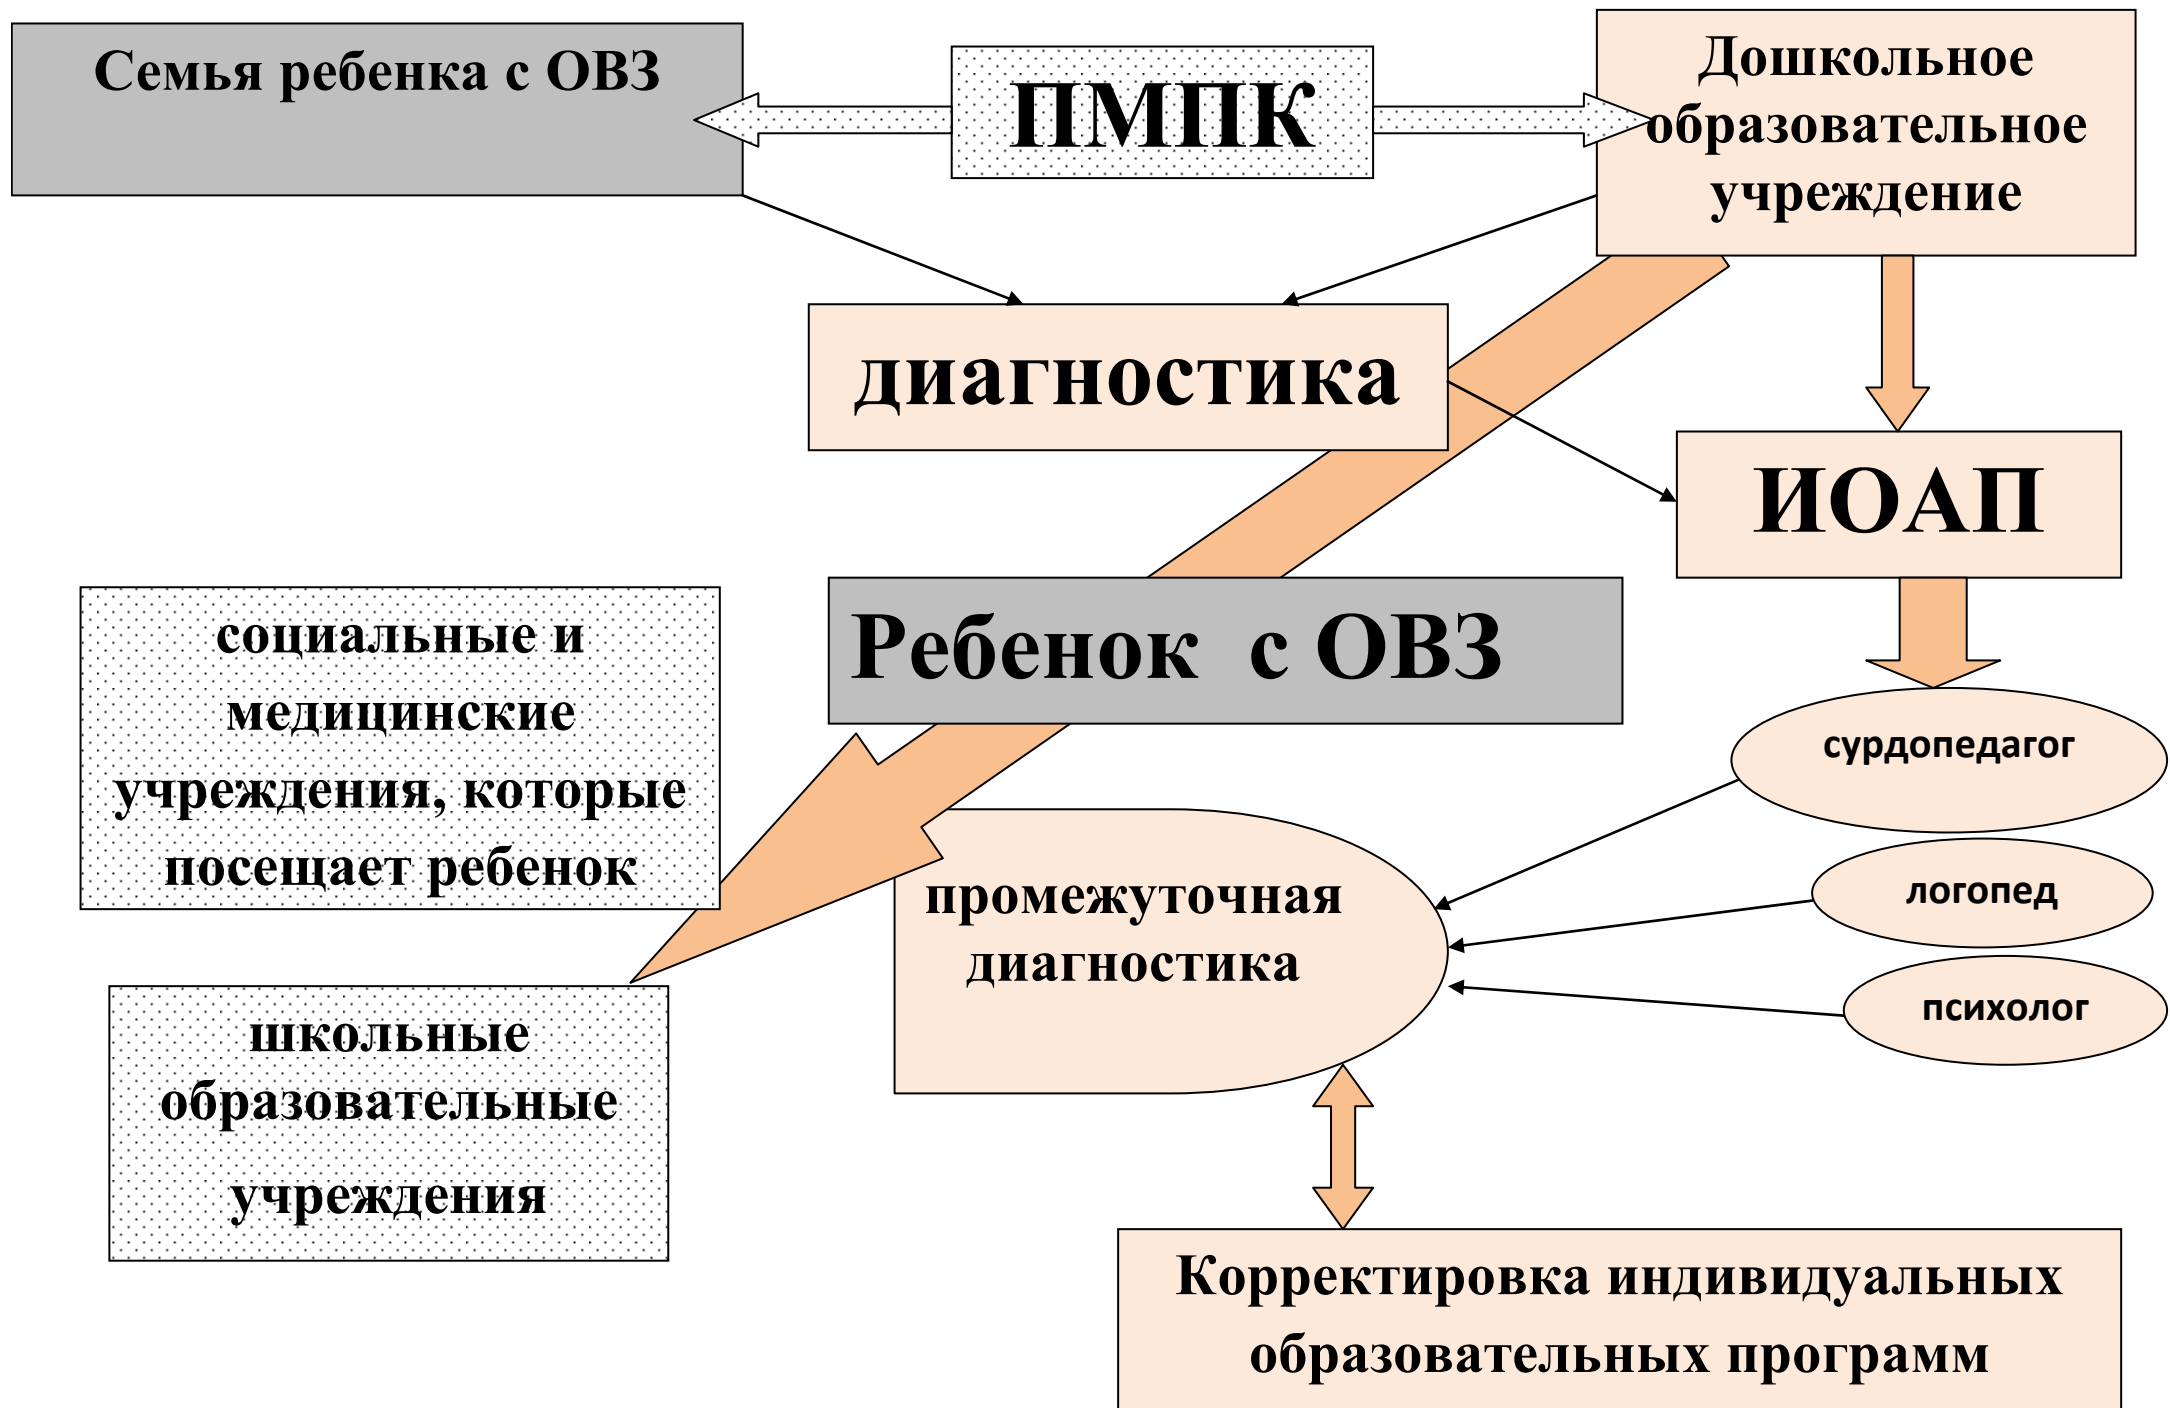 Семья ребенка с ОВЗ
ПМПК
Дошкольное
образовательное
учреждение
диагностика
ИОАП
Ребенок с ОВЗ
социальные и
медицинские
учреждения, которые
посещает ребенок
сурдопедагог
логопед
психолог
промежуточная
диагностика
школьные
образовательные
учреждения
Корректировка индивидуальных
образовательных программ